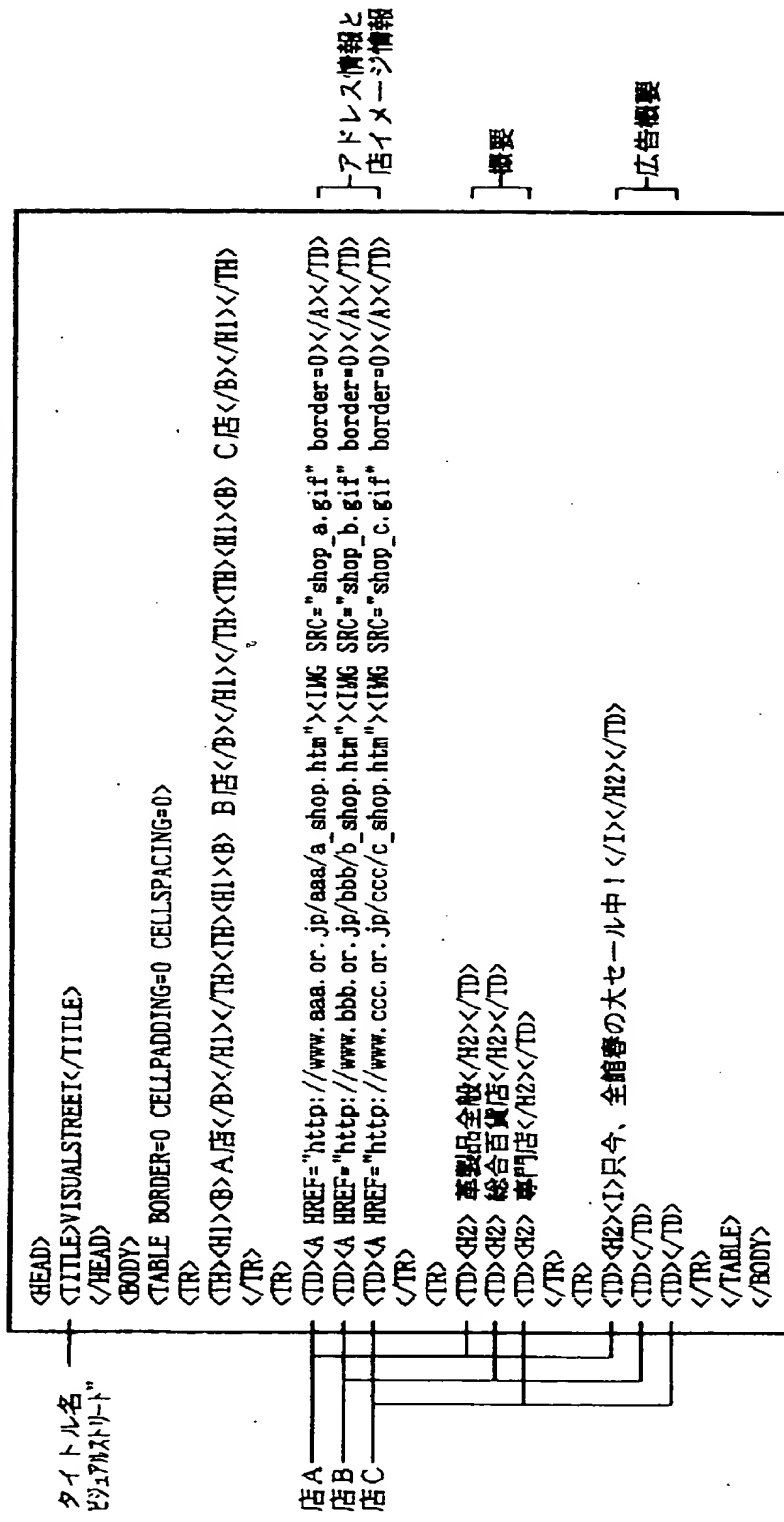 タイトル名
ビジュアルストリート"
<HEAD>
<TITLE>VISUALSTREET</TITLE>
</HEAD>
<BODY>
<TABLE BORDER=0 CELLPADDING=0 CELLSPACING=0>
<TR>
<TH><H1><B>A店</B></H1></TH><TH><H1><B> B店</B></H1></TH><TH><H1><B> C店</B></H1></TH>
</TR>
<TR>
店A
<TD><A HREF="http://www.aaa.or.jp/aaa/a_shop.htm"><IMG SRC="shop_a.gif" border=0></A></TD>
店B
<TD><A HREF="http://www.bbb.or.jp/bbb/b_shop.htm"><IMG SRC="shop_b.gif" border=0></A></TD>
店C
<TD><A HREF="http://www.ccc.or.jp/ccc/c_shop.htm"><IMG SRC="shop_c.gif" border=0></A></TD>
アドレス情報と
店イメージ情報
</TR>
<TR>
<TD><H2> 革製品全般</H2></TD>
<TD><H2> 総合百貨店</H2></TD>
<TD><H2> 専門店</H2></TD>
概要
</TR>
<TR>
<TD><H2><I>只今、全館春の大セール中!</I></H2></TD>
<TD></TD>
<TD></TD>
広告概要
</TR>
</TABLE>
</BODY>